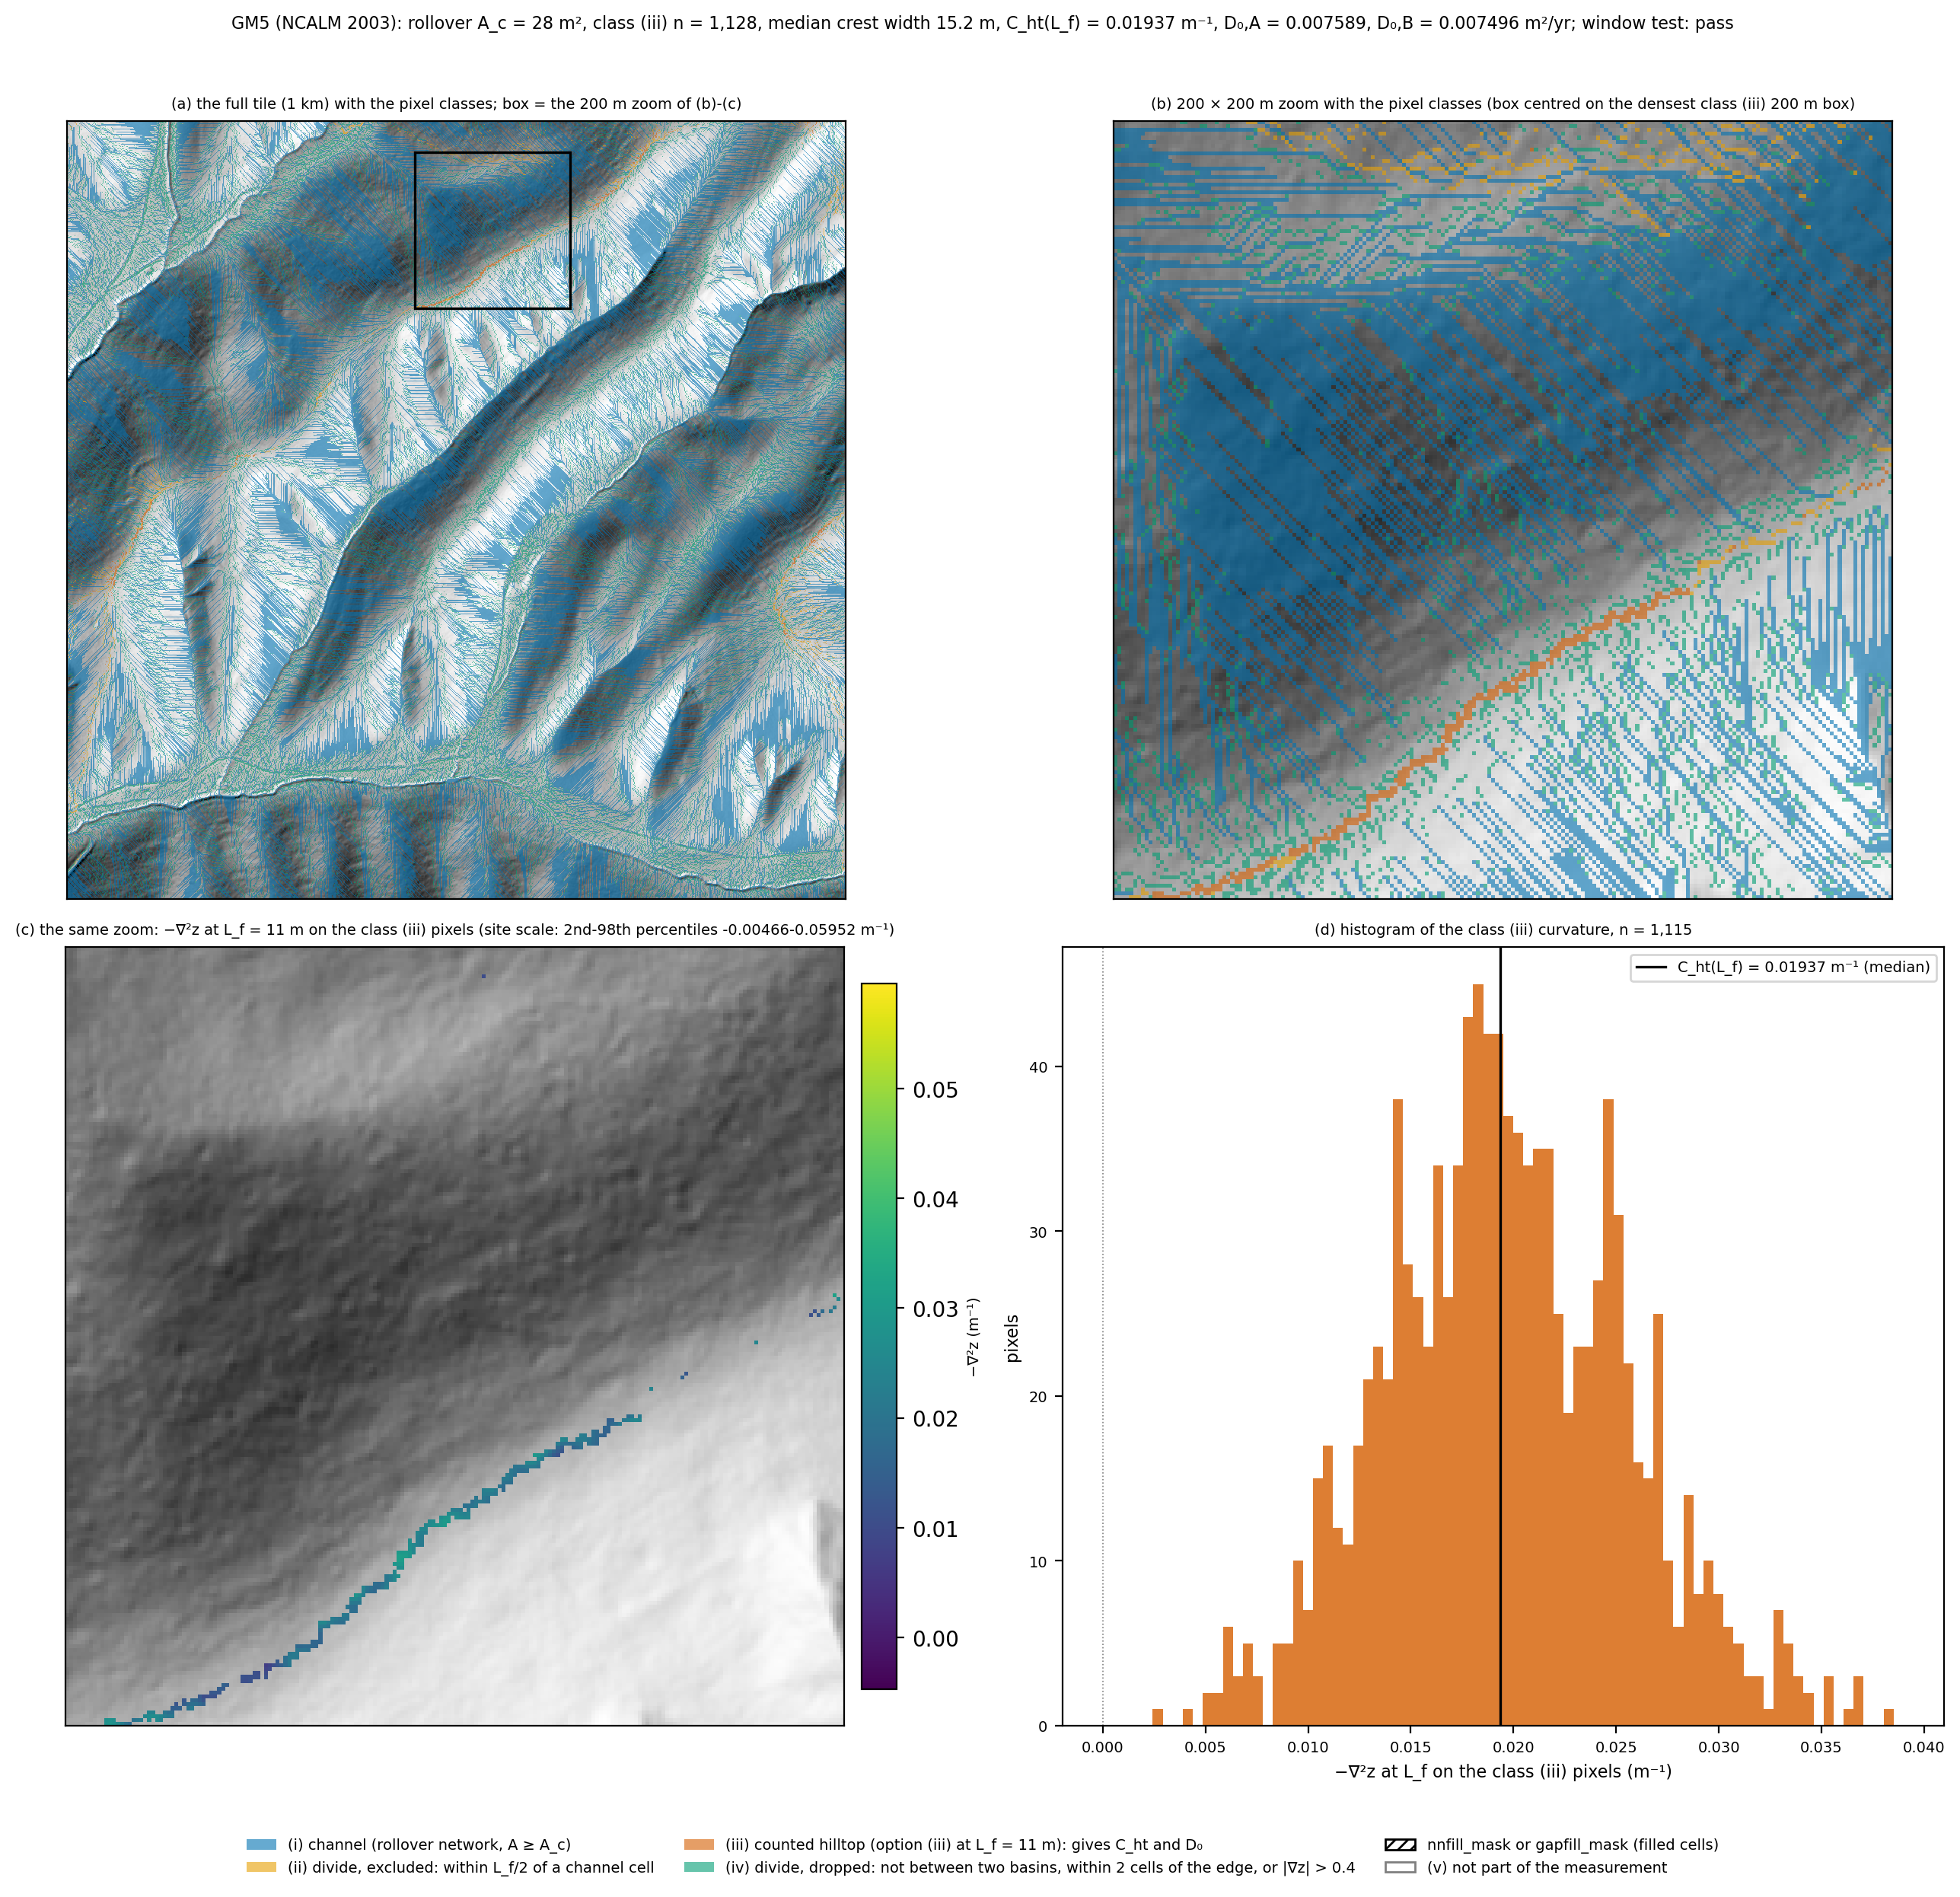 GM5 (NCALM 2003): rollover A_c = 28 m², class (iii) n = 1,128, median crest width 15.2 m, C_ht(L_f) = 0.01937 m⁻¹, D₀,A = 0.007589, D₀,B = 0.007496 m²/yr; window test: pass
(a) the full tile (1 km) with the pixel classes; box = the 200 m zoom of (b)-(c)
(b) 200 × 200 m zoom with the pixel classes (box centred on the densest class (iii) 200 m box)
(c) the same zoom: −∇²z at L_f = 11 m on the class (iii) pixels (site scale: 2nd-98th percentiles -0.00466-0.05952 m⁻¹)
0.05
0.04
0.03
0.02
0.01
0.00
−∇²z (m⁻¹)
(d) histogram of the class (iii) curvature, n = 1,115
C_ht(L_f) = 0.01937 m⁻¹ (median)
pixels
40
30
20
10
0
0.000 0.005 0.010 0.015 0.020 0.025 0.030 0.035 0.040
−∇²z at L_f on the class (iii) pixels (m⁻¹)
(i) channel (rollover network, A ≥ A_c)
(ii) divide, excluded: within L_f/2 of a channel cell
(iii) counted hilltop (option (iii) at L_f = 11 m): gives C_ht and D₀
(iv) divide, dropped: not between two basins, within 2 cells of the edge, or |∇z| > 0.4
nnfill_mask or gapfill_mask (filled cells)
(v) not part of the measurement